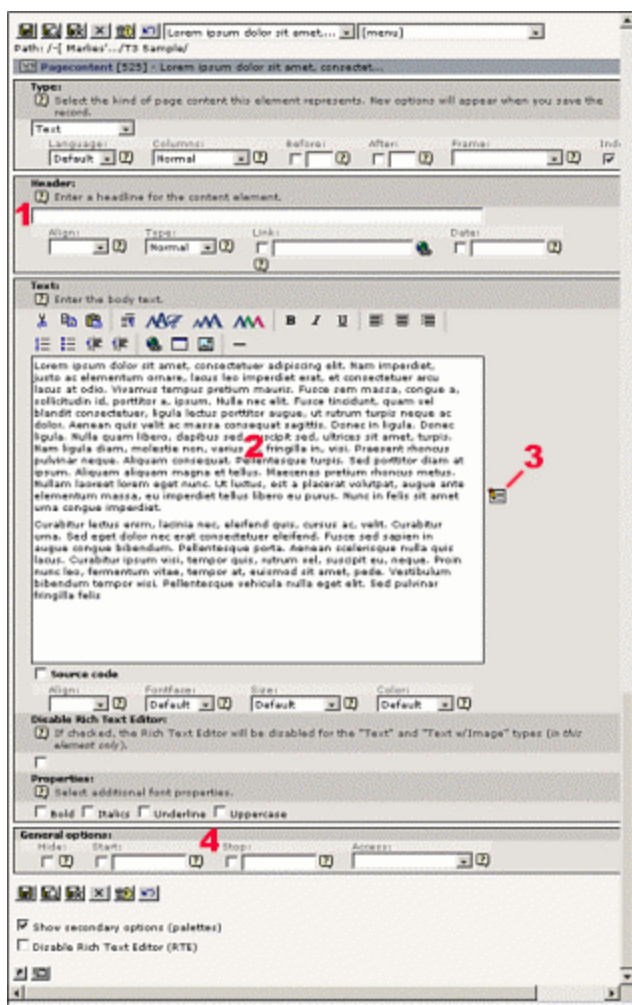 Lorem ipsum dolor sit amet,... [menu]
Path: /-[ Marlies'.../T3 Sample/
Pagecontent [525] - Lorem ipsum dolor sit amet, consectet...
Type:
Select the kind of page content this element represents. New options will appear when you save the
record.
Text
Language: Columns: Before: After: Frame: Ind
Default Normal
Header:
Enter a headline for the content element.
1
Align: Type: Link: Date:
Normal
Text:
Enter the body text.
B I U
Lorem ipsum dolor sit amet, consectetuer adipiscing elit. Nam imperdiet,
justo ac elementum ornare, lacus leo imperdiet erat, et consectetuer arcu
lacus at odio. Vivamus tempus pretium mauris. Fusce sem massa, congue a,
sollicitudin id, porttitor a, ipsum. Nulla nec elit. Fusce tincidunt, quam vel
blandit consectetuer, ligula lectus porttitor augue, ut rutrum turpis neque ac
dolor. Aenean quis velit ac massa consequat sagittis. Donec in ligula. Donec
ligula. Nulla quam libero, dapibus sed, suscipit sed, ultrices sit amet, turpis.
Nam ligula diam, molestie non, varius 2 fringilla in, visi. Praesent rhoncus
pulvinar neque. Aliquam consequat. Pellentesque turpis. Sed porttitor diam at
ipsum. Aliquam aliquam magna et tellus. Maecenas pretium rhoncus metus.
Nullam laoreet lorem eget nunc. Ut luctus, est a placerat volutpat, augue ante
elementum massa, eu imperdiet tellus libero eu purus. Nunc in felis sit amet
urna congue imperdiet.
3
Curabitur lectus enim, lacinia nec, eleifend quis, cursus ac, velit. Curabitur
urna. Sed eget dolor nec erat consectetuer eleifend. Fusce sed sapien in
augue congue bibendum. Pellentesque porta. Aenean scelerisque nulla quis
lacus. Curabitur ipsum visi, tempor quis, rutrum vel, suscipit eu, neque. Proin
nunc leo, fermentum vitae, tempor at, euismod sit amet, pede. Vestibulum
bibendum tempor visi. Pellentesque vehicula nulla eget elit. Sed pulvinar
fringilla felis
Source code
Align: Fontface: Size: Color:
Default Default Default
Disable Rich Text Editor:
If checked, the Rich Text Editor will be disabled for the "Text" and "Text w/Image" types (in this
element only).
Properties:
Select additional font properties.
Bold Italics Underline Uppercase
General options:
4
Hide: Start: Stop: Access:
Show secondary options (palettes)
Disable Rich Text Editor (RTE)